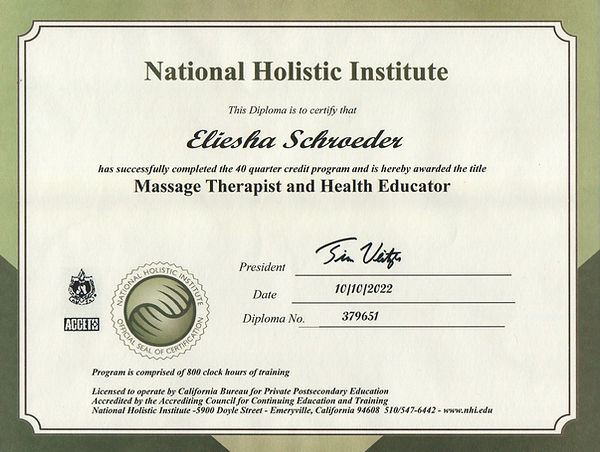 National Holistic Institute
This Diploma is to certify that
Eliesha Schroeder
has successfully completed the 40 quarter credit program and is hereby awarded the title
Massage Therapist and Health Educator
President
Date 10/10/2022
Diploma No. 379651
ACCET®
NATIONAL HOLISTIC INSTITUTE
OFFICIAL SEAL OF CERTIFICATION
Program is comprised of 800 clock hours of training
Licensed to operate by California Bureau for Private Postsecondary Education
Accredited by the Accrediting Council for Continuing Education and Training
National Holistic Institute -5900 Doyle Street - Emeryville, California 94608 510/547-6442 - www.nhi.edu